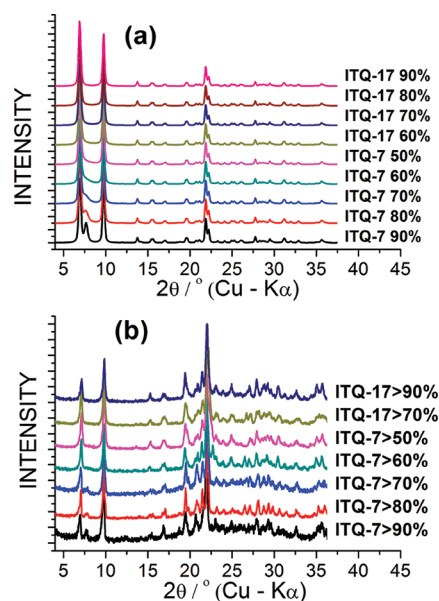 (a)
INTENSITY
ITQ-17 90%
ITQ-17 80%
ITQ-17 70%
ITQ-17 60%
ITQ-7 50%
ITQ-7 60%
ITQ-7 70%
ITQ-7 80%
ITQ-7 90%
5 10 15 20 25 30 35 40 45
2θ / ° (Cu - Kα)
(b)
INTENSITY
ITQ-17>90%
ITQ-17>70%
ITQ-7>50%
ITQ-7>60%
ITQ-7>70%
ITQ-7>80%
ITQ-7>90%
5 10 15 20 25 30 35 40 45
2θ / ° (Cu - Kα)